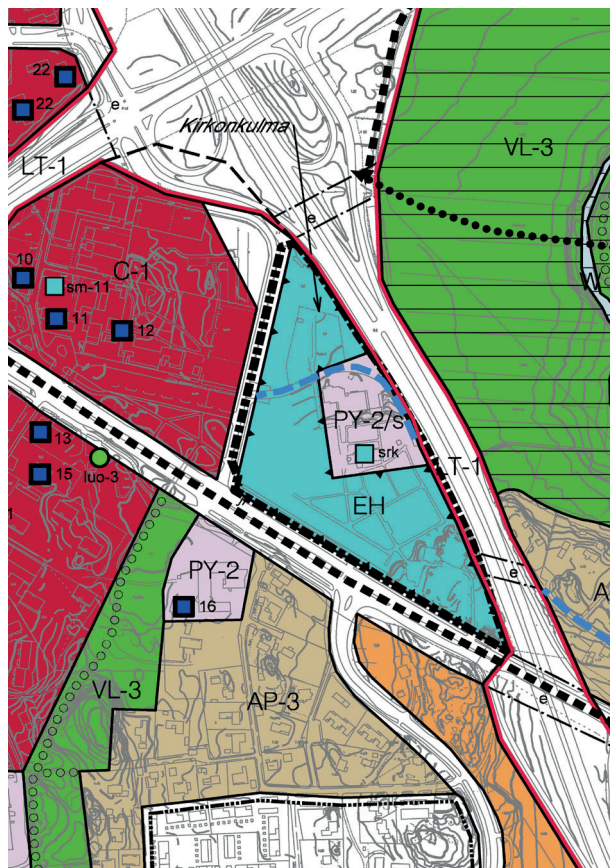 22
22
e
Kirkonkulma
LT-1
VL-3
e
10
C-1
sm-11
W
11
12
PY-2/s
13
srk
T-1
15
luo-3
EH
1
e
PY-2
A
16
VL-3
AP-3
e